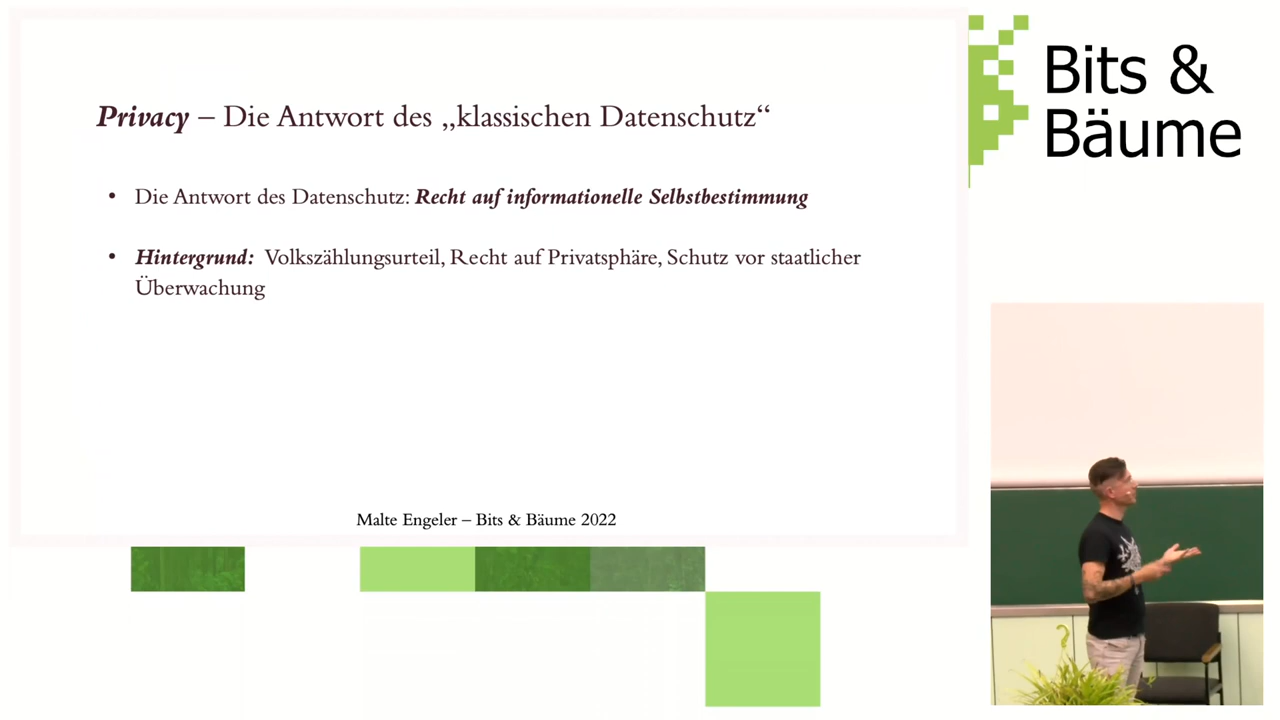 Privacy – Die Antwort des „klassischen Datenschutz“
• Die Antwort des Datenschutz: Recht auf informationelle Selbstbestimmung
• Hintergrund: Volkszählungsurteil, Recht auf Privatsphäre, Schutz vor staatlicher
Überwachung
Malte Engeler – Bits & Bäume 2022
Bits &
Bäume